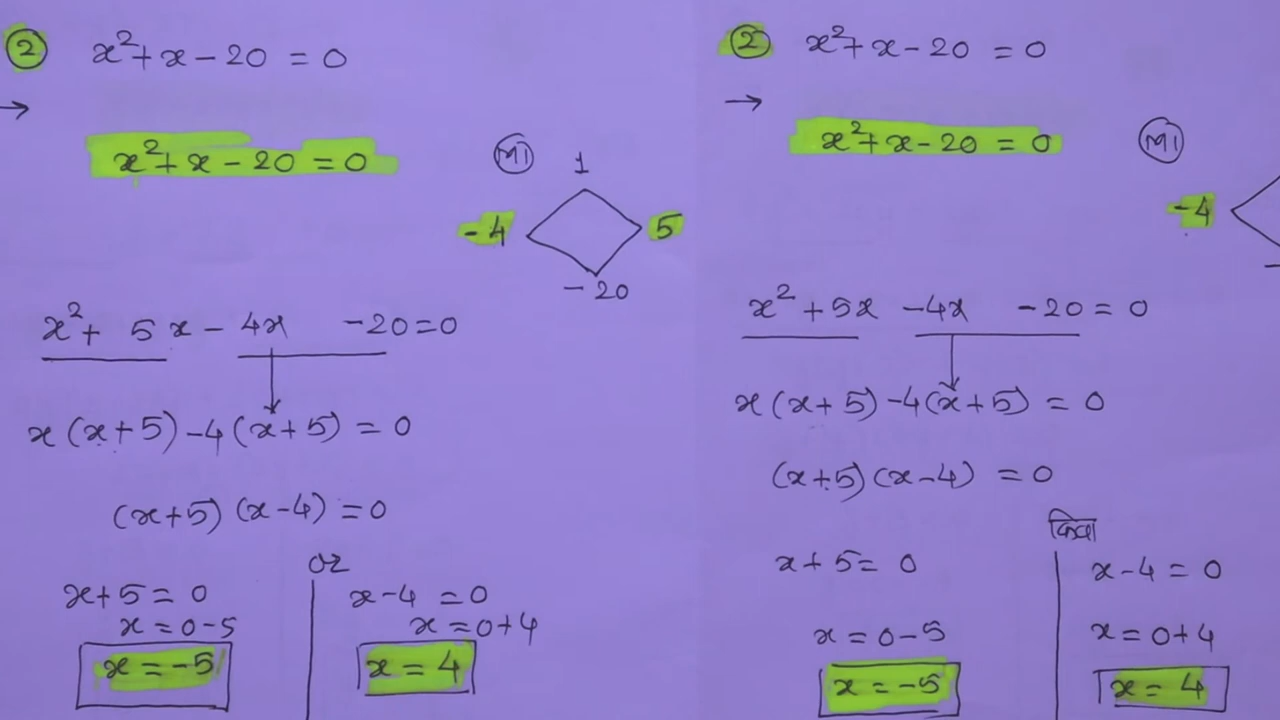 ② x²+x-20 = 0
→
x²+x-20 = 0
M1
1
-4 5
-20
x²+ 5x - 4x -20=0
x(x+5)-4(x+5) = 0
(x+5)(x-4)=0
or
x+5=0
x=0-5
x=-5
x-4=0
x=0+4
x=4
② x²+x-20 = 0
→
x²+x-20 = 0
M1
-4
-
x²+5x -4x -20= 0
x(x+5)-4(x+5) = 0
(x+5)(x-4) = 0
किंवा
x+5= 0
x=0-5
x=-5
x-4=0
x=0+4
x= 4